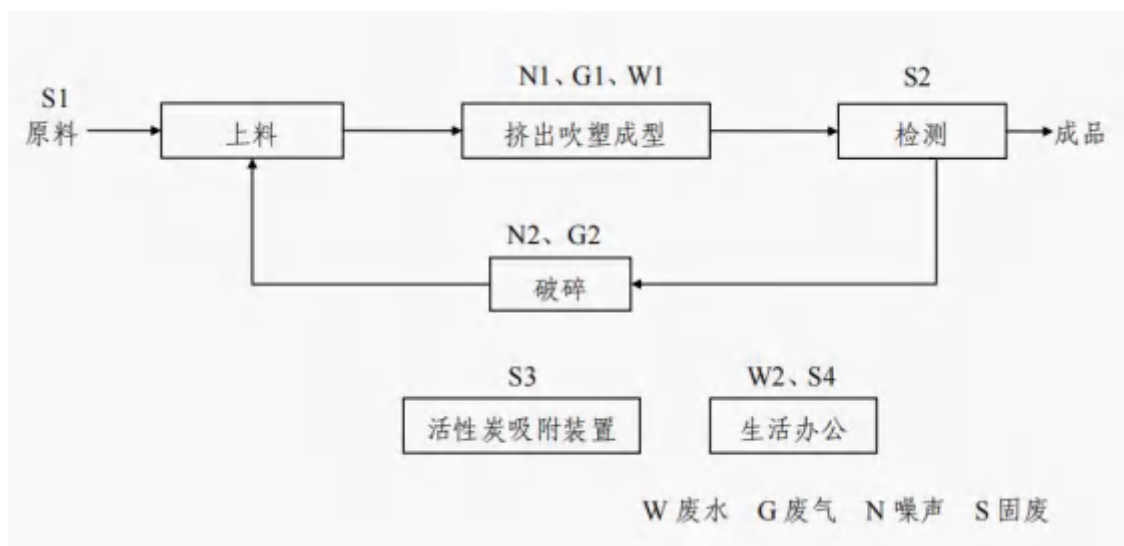 N1、G1、W1
S2
S1
原料
上料
挤出吹塑成型
检测
成品
N2、G2
破碎
S3
W2、S4
活性炭吸附装置
生活办公
W 废水 G 废气 N 噪声 S 固废